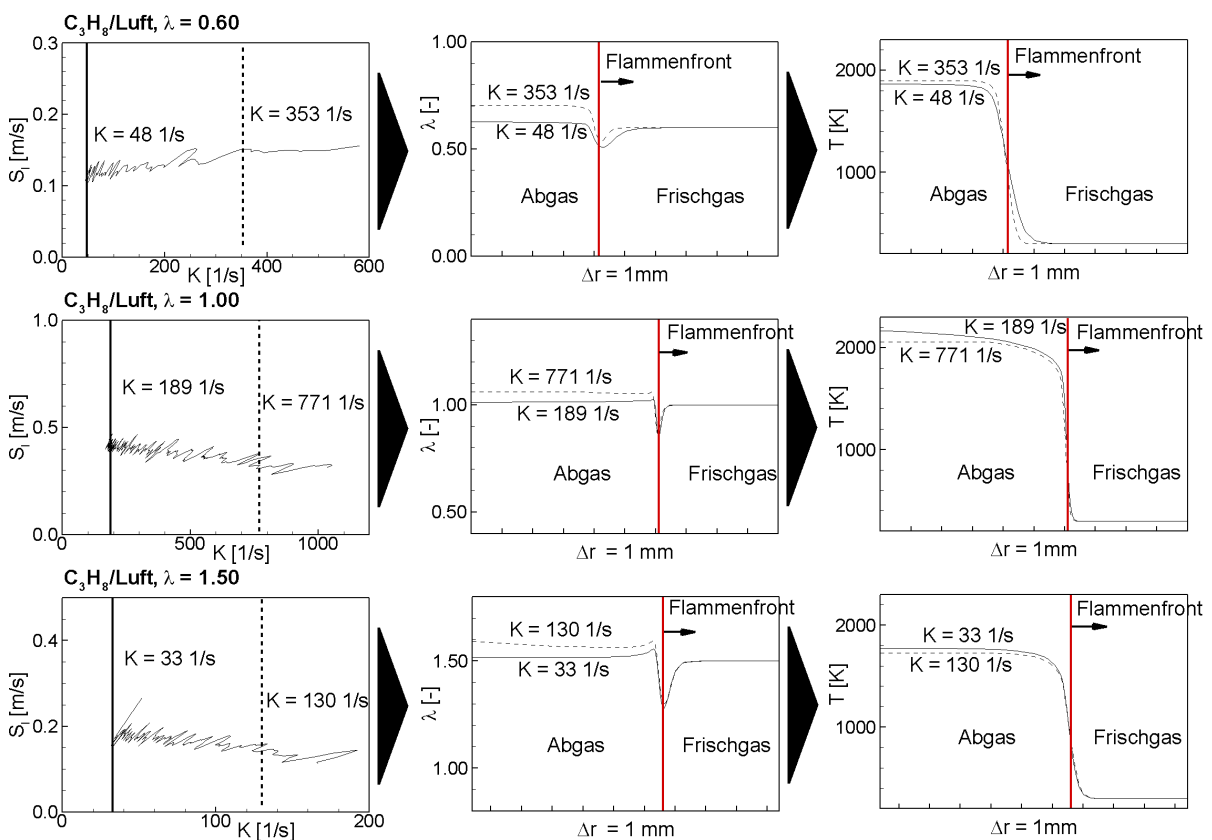 C₃H₈/Luft, λ = 0.60
0.3
0.2
0.1
0.0
Sₗ [m/s]
K = 48 1/s
K = 353 1/s
0
200
400
600
K [1/s]
1.00
0.50
0.00
λ [-]
Flammenfront
K = 353 1/s
K = 48 1/s
Abgas
Frischgas
Δr = 1mm
2000
1000
T [K]
K = 353 1/s
K = 48 1/s
Flammenfront
Abgas
Frischgas
Δr = 1mm
C₃H₈/Luft, λ = 1.00
1.0
0.5
0.0
Sₗ [m/s]
K = 189 1/s
K = 771 1/s
0
500
1000
K [1/s]
1.00
0.50
λ [-]
Flammenfront
K = 771 1/s
K = 189 1/s
Abgas
Frischgas
Δr = 1 mm
2000
1000
T [K]
K = 189 1/s
K = 771 1/s
Flammenfront
Abgas
Frischgas
Δr = 1mm
C₃H₈/Luft, λ = 1.50
0.4
0.2
0.0
Sₗ [m/s]
K = 33 1/s
K = 130 1/s
0
100
200
K [1/s]
1.50
1.00
λ [-]
Flammenfront
K = 130 1/s
K = 33 1/s
Abgas
Frischgas
Δr = 1 mm
2000
1000
T [K]
Flammenfront
K = 33 1/s
K = 130 1/s
Abgas
Frischgas
Δr = 1mm